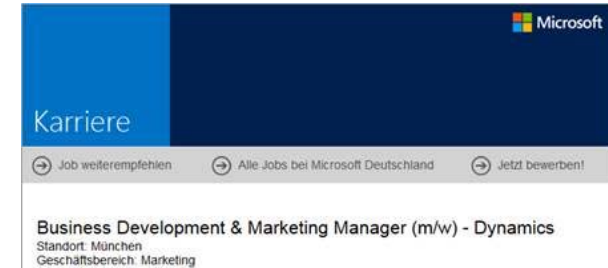 Microsoft
Karriere
Job weiterempfehlen Alle Jobs bei Microsoft Deutschland Jetzt bewerben!
Business Development & Marketing Manager (m/w) - Dynamics
Standort: München
Geschäftsbereich: Marketing